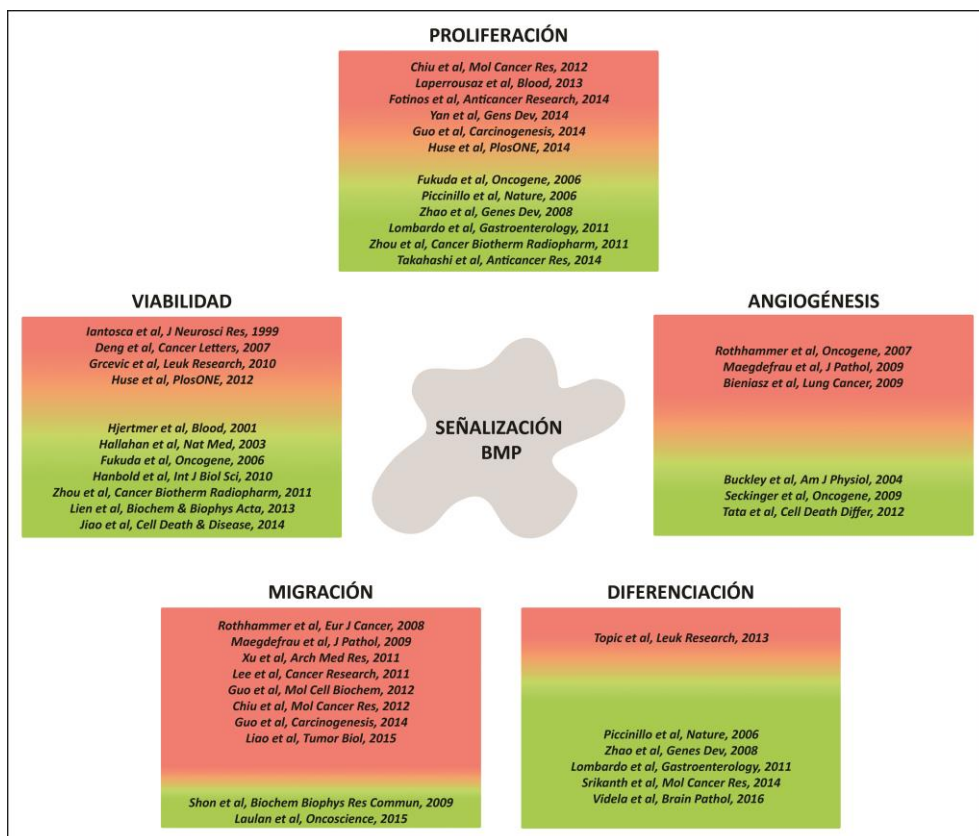 PROLIFERACIÓN
Chiu et al, Mol Cancer Res, 2012
Laperrousaz et al, Blood, 2013
Fotinos et al, Anticancer Research, 2014
Yan et al, Gens Dev, 2014
Guo et al, Carcinogenesis, 2014
Huse et al, PlosONE, 2014
Fukuda et al, Oncogene, 2006
Piccinillo et al, Nature, 2006
Zhao et al, Genes Dev, 2008
Lombardo et al, Gastroenterology, 2011
Zhou et al, Cancer Biotherm Radiopharm, 2011
Takahashi et al, Anticancer Res, 2014
VIABILIDAD
Iantosca et al, J Neurosci Res, 1999
Deng et al, Cancer Letters, 2007
Grcevic et al, Leuk Research, 2010
Huse et al, PlosONE, 2012
Hjertmer et al, Blood, 2001
Hallahan et al, Nat Med, 2003
Fukuda et al, Oncogene, 2006
Hanbold et al, Int J Biol Sci, 2010
Zhou et al, Cancer Biotherm Radiopharm, 2011
Lien et al, Biochem & Biophys Acta, 2013
Jiao et al, Cell Death & Disease, 2014
SEÑALIZACIÓN
BMP
ANGIOGÉNESIS
Rothhammer et al, Oncogene, 2007
Maegdefrau et al, J Pathol, 2009
Bieniasz et al, Lung Cancer, 2009
Buckley et al, Am J Physiol, 2004
Seckinger et al, Oncogene, 2009
Tata et al, Cell Death Differ, 2012
MIGRACIÓN
Rothhammer et al, Eur J Cancer, 2008
Maegdefrau et al, J Pathol, 2009
Xu et al, Arch Med Res, 2011
Lee et al, Cancer Research, 2011
Guo et al, Mol Cell Biochem, 2012
Chiu et al, Mol Cancer Res, 2012
Guo et al, Carcinogenesis, 2014
Liao et al, Tumor Biol, 2015
Shon et al, Biochem Biophys Res Commun, 2009
Laulan et al, Oncoscience, 2015
DIFERENCIACIÓN
Topic et al, Leuk Research, 2013
Piccinillo et al, Nature, 2006
Zhao et al, Genes Dev, 2008
Lombardo et al, Gastroenterology, 2011
Srikanth et al, Mol Cancer Res, 2014
Videla et al, Brain Pathol, 2016